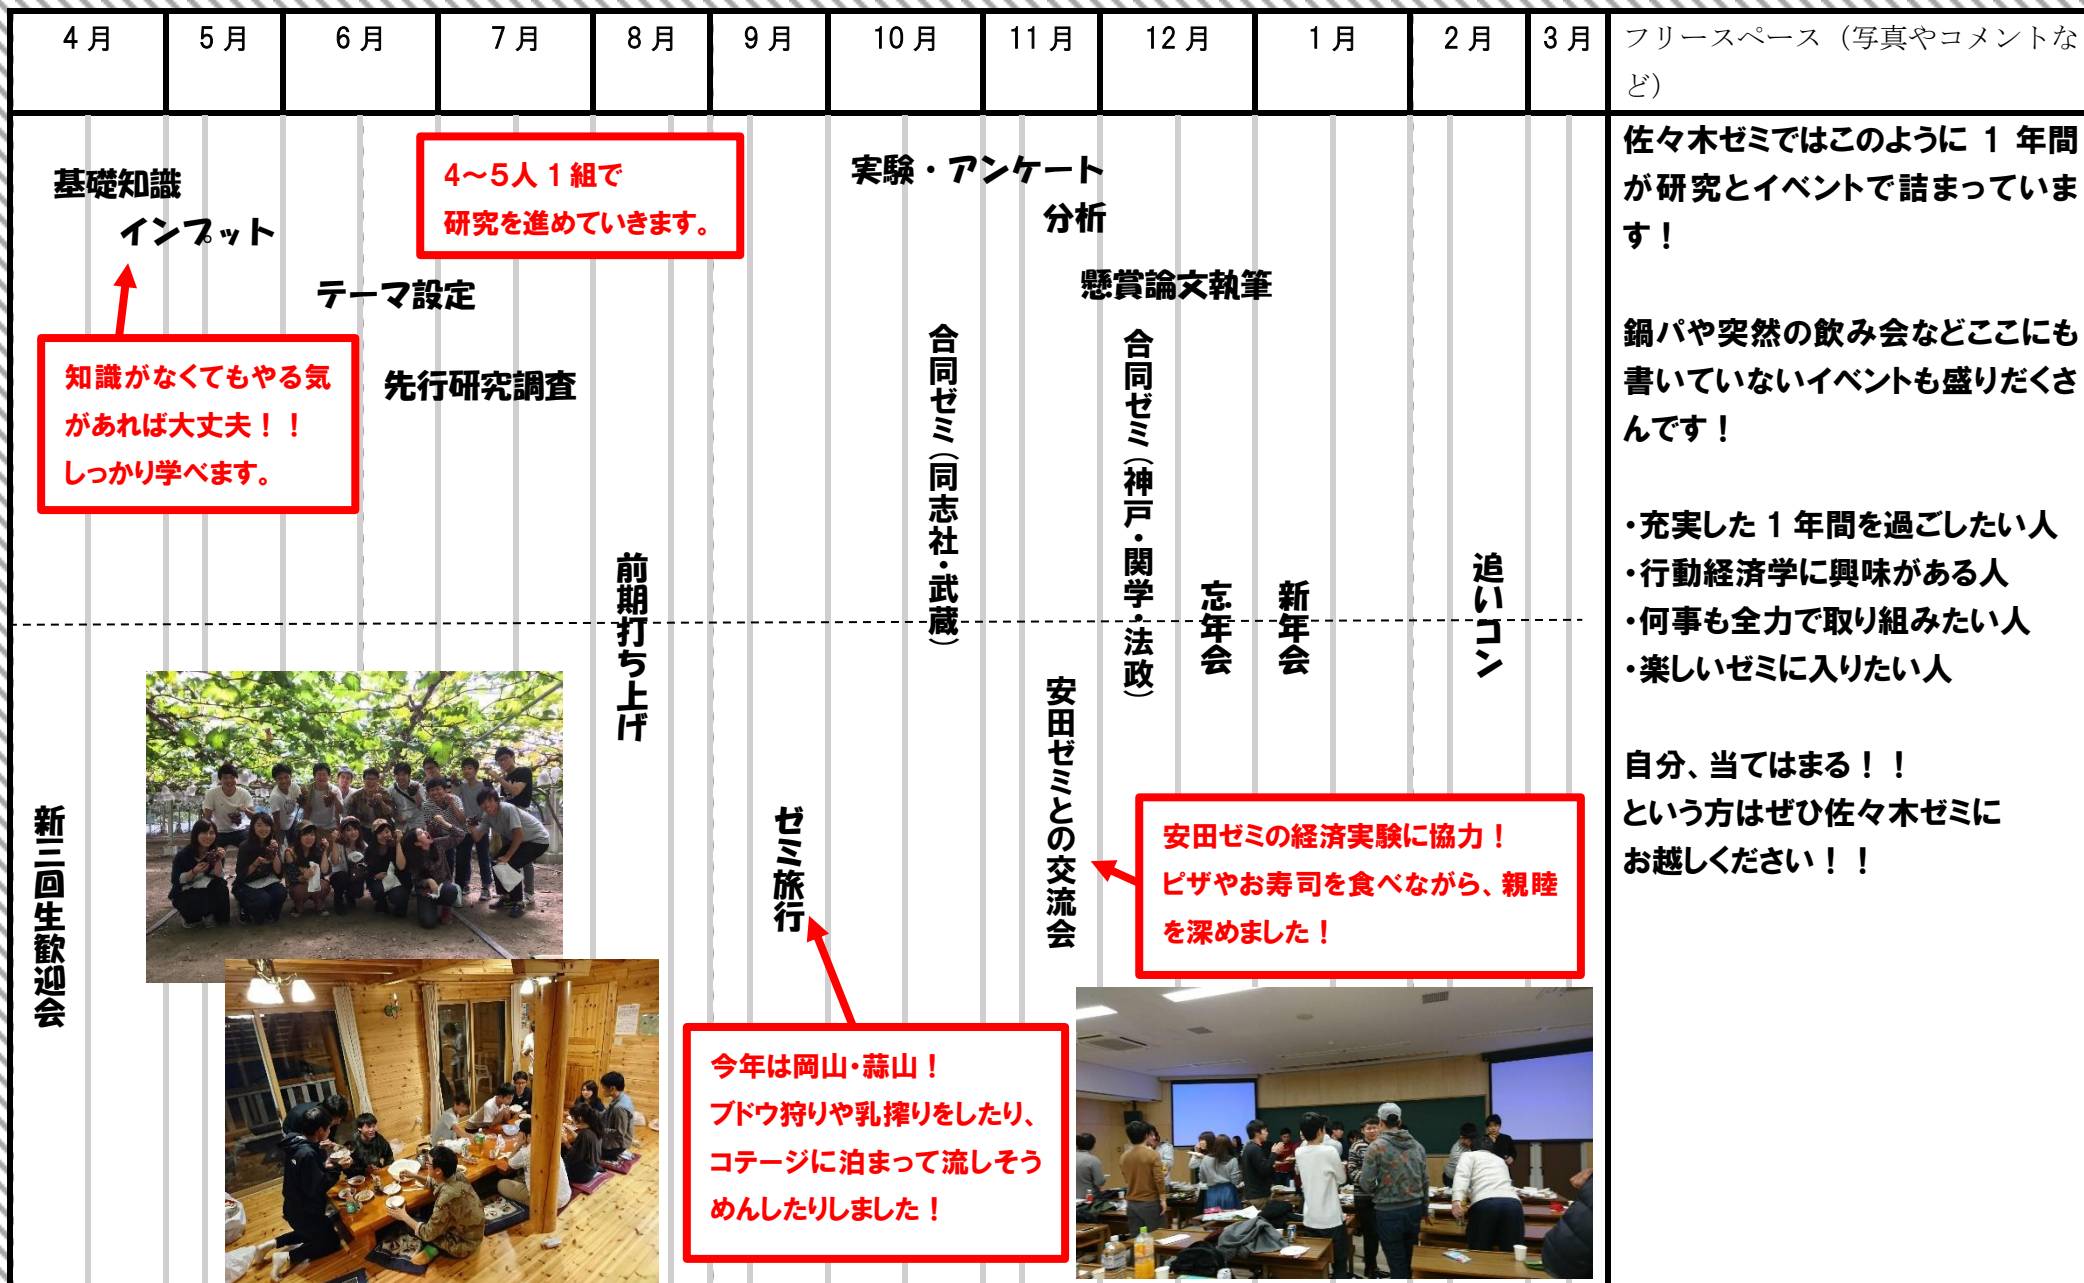 4月 5月 6月 7月 8月 9月 10月 11月 12月 1月 2月 3月
フリースペース（写真やコメントな
ど）
基礎知識
インプット
知識がなくてもやる気
があれば大丈夫！！
しっかり学べます。
4～5人1組で
研究を進めていきます。
テーマ設定
先行研究調査
実験・アンケート
分析
懸賞論文執筆
合同ゼミ（同志社・武蔵）
合同ゼミ（神戸・関学・法政）
前期打ち上げ
忘年会
新年会
追いコン
新三回生歓迎会
ゼミ旅行
安田ゼミとの交流会
安田ゼミの経済実験に協力！
ピザやお寿司を食べながら、親睦
を深めました！
今年は岡山・蒜山！
ブドウ狩りや乳搾りをしたり、
コテージに泊まって流しそう
めんしたりしました！
佐々木ゼミではこのように 1 年間
が研究とイベントで詰まっていま
す！
鍋パや突然の飲み会などここにも
書いていないイベントも盛りだくさ
んです！
・充実した 1 年間を過ごしたい人
・行動経済学に興味がある人
・何事も全力で取り組みたい人
・楽しいゼミに入りたい人
自分、当てはまる！！
という方はぜひ佐々木ゼミに
お越しください！！